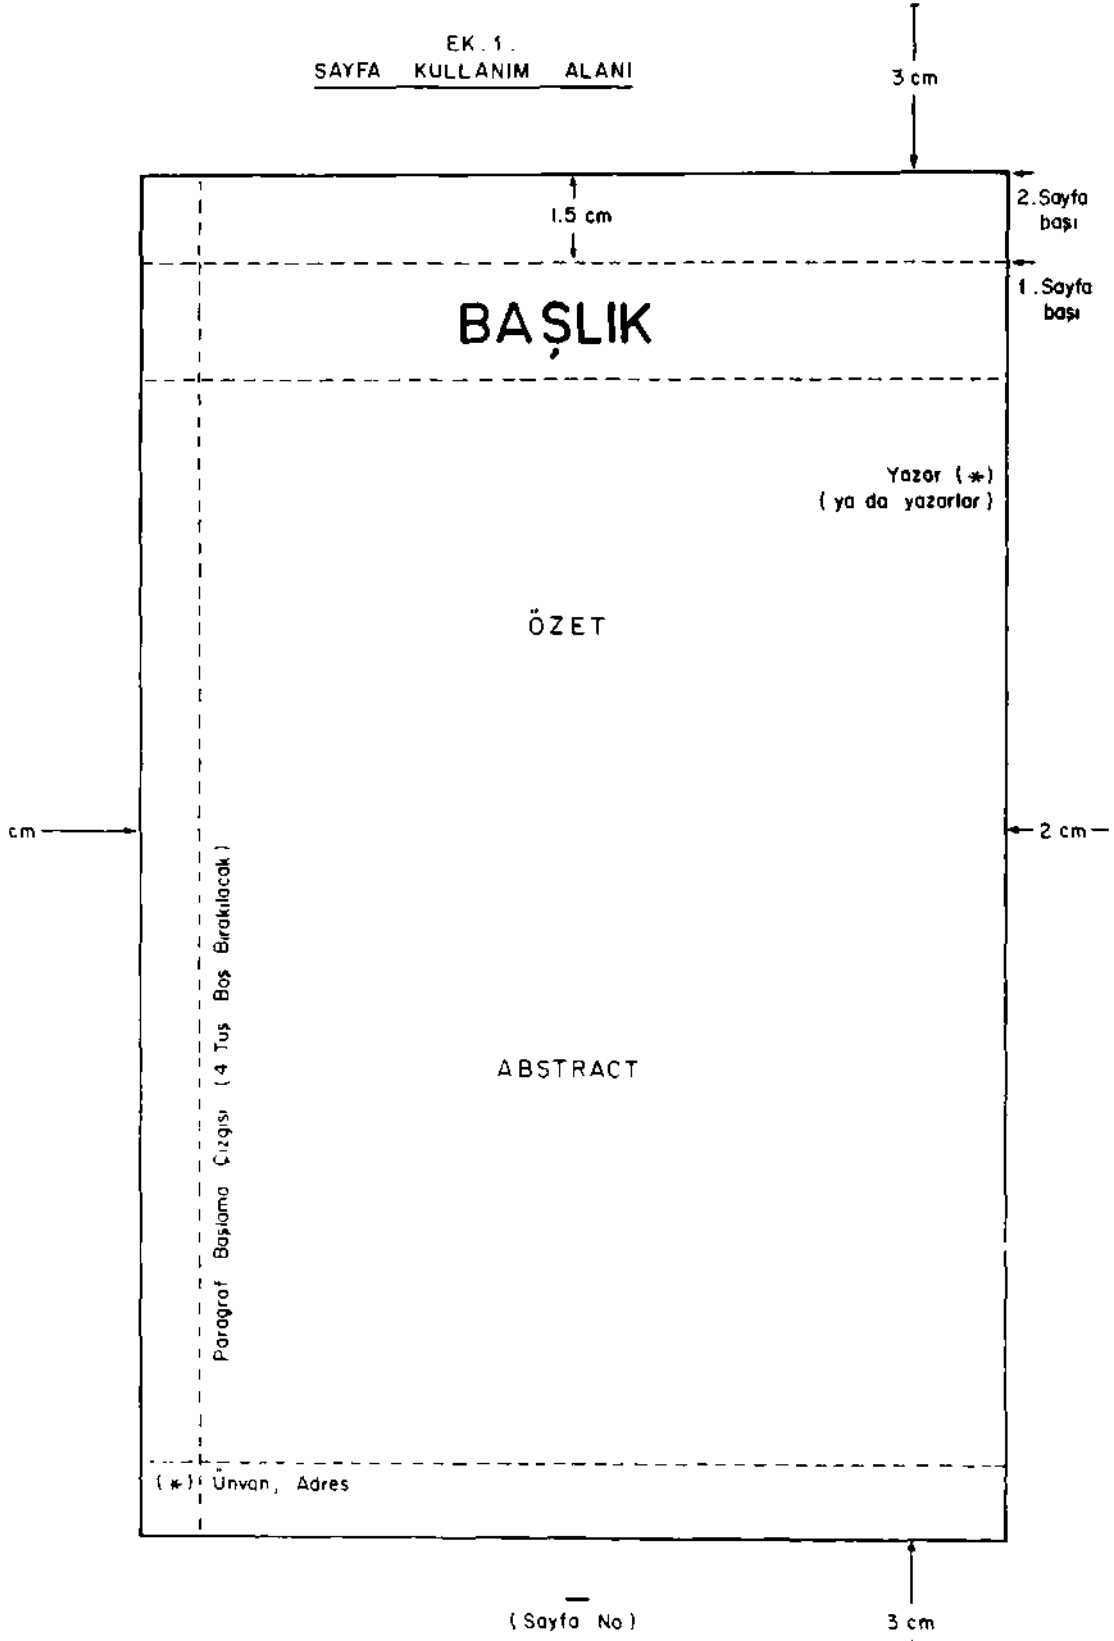 EK.1.
SAYFA KULLANIM ALANI
3 cm
2.Sayfa
başı
1.5 cm
1.Sayfa
başı
BAŞLIK
Yazar (*)
(ya da yazarlar)
ÖZET
cm
2 cm
Paragraf Başlama Çizgisi (4 Tuş Boş Bırakılacak)
ABSTRACT
(*) Ünvan, Adres
(Sayfa No)
3 cm